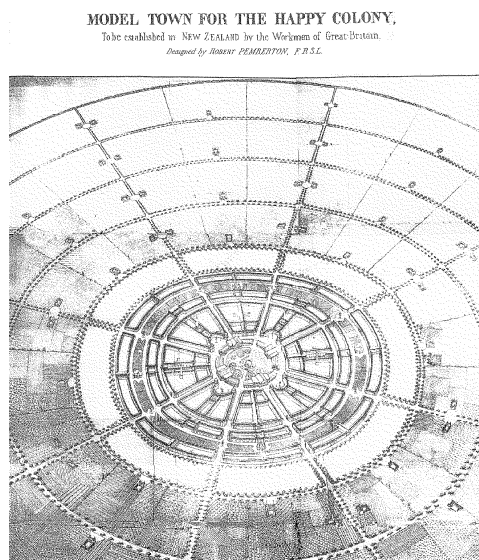 MODEL TOWN FOR THE HAPPY COLONY,
To be established in NEW ZEALAND by the Workmen of Great Britain.
Designed by ROBERT PEMBERTON, F.R.S.L.